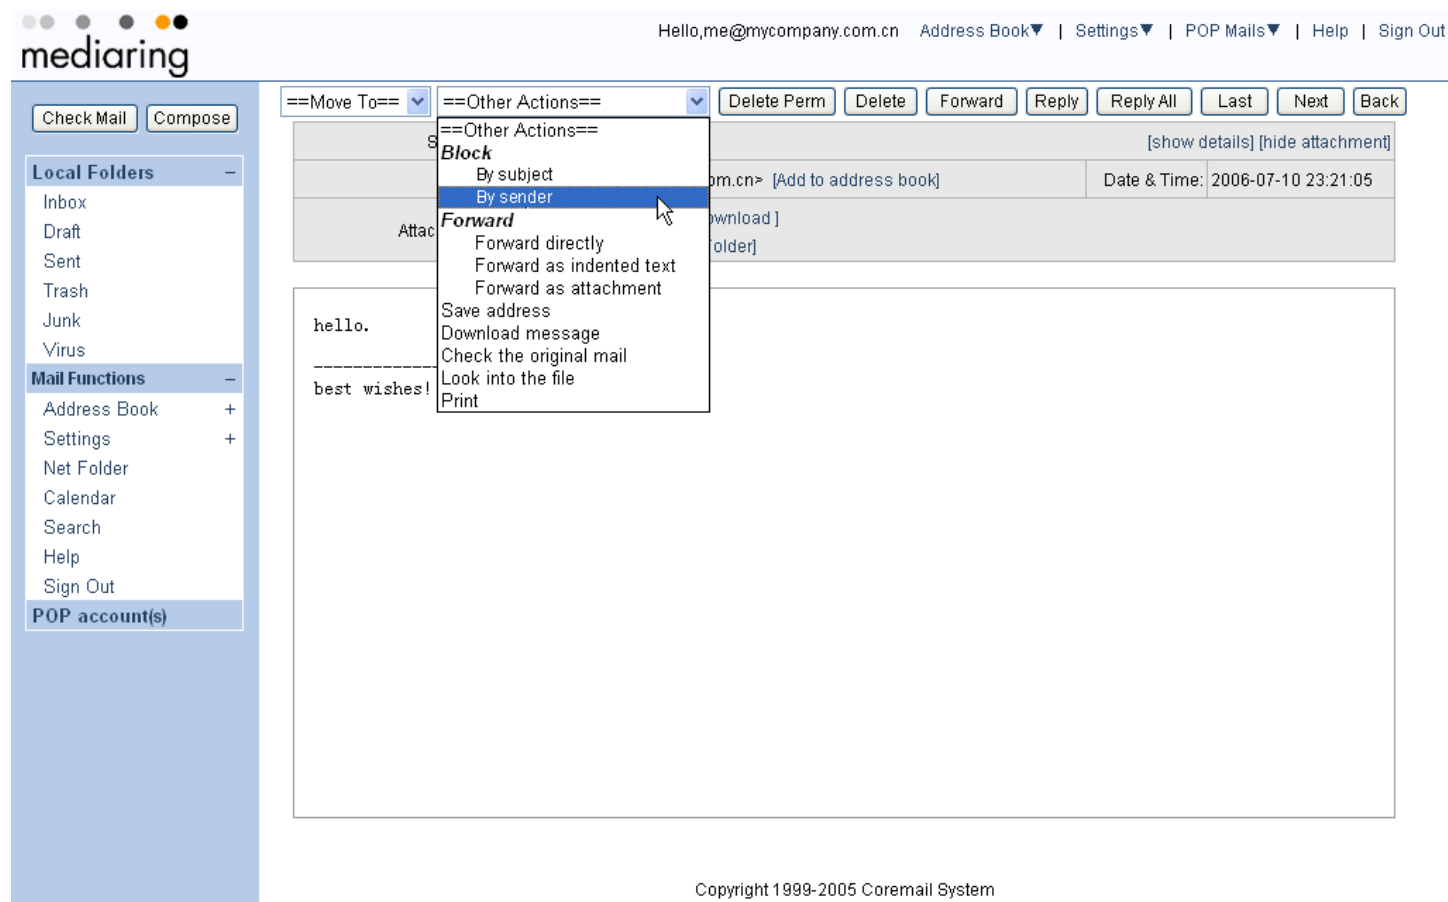 mediaring
Hello,me@mycompany.com.cn Address Book▼ | Settings▼ | POP Mails▼ | Help | Sign Out
Check Mail Compose
==Move To== ==Other Actions== Delete Perm Delete Forward Reply Reply All Last Next Back
==Other Actions==
Block
By subject
By sender
Forward
Forward directly
Forward as indented text
Forward as attachment
Save address
Download message
Check the original mail
Look into the file
Print
[show details] [hide attachment]
om.cn> [Add to address book] Date & Time: 2006-07-10 23:21:05
Attac wnload ]
older]
hello.
best wishes!
Local Folders –
Inbox
Draft
Sent
Trash
Junk
Virus
Mail Functions –
Address Book +
Settings +
Net Folder
Calendar
Search
Help
Sign Out
POP account(s)
Copyright 1999-2005 Coremail System